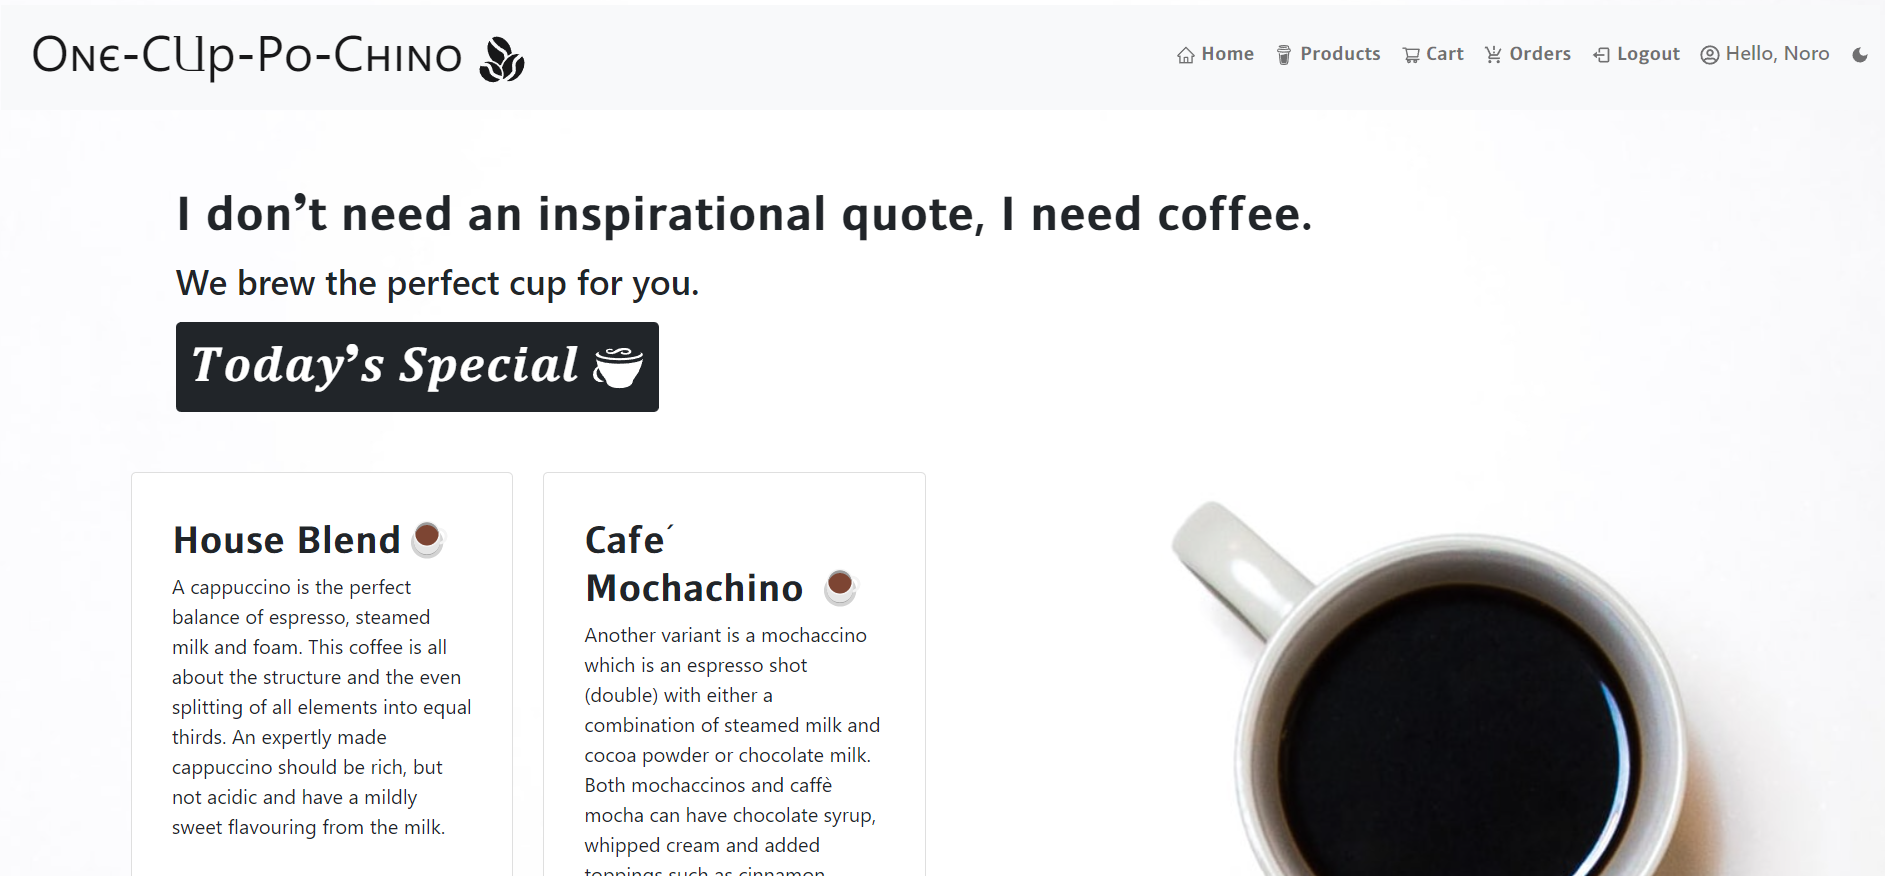 One-CUp-Po-Chino
Home Products Cart Orders Logout Hello, Noro
I don’t need an inspirational quote, I need coffee.
We brew the perfect cup for you.
Today’s Special
House Blend
A cappuccino is the perfect
balance of espresso, steamed
milk and foam. This coffee is all
about the structure and the even
splitting of all elements into equal
thirds. An expertly made
cappuccino should be rich, but
not acidic and have a mildly
sweet flavouring from the milk.
Cafe´
Mochachino
Another variant is a mochaccino
which is an espresso shot
(double) with either a
combination of steamed milk and
cocoa powder or chocolate milk.
Both mochaccinos and caffè
mocha can have chocolate syrup,
whipped cream and added
toppings such as cinnamon,